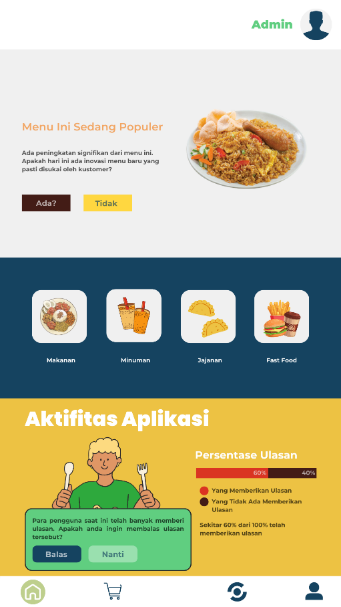 Admin
Menu Ini Sedang Populer
Ada peningkatan signifikan dari menu ini.
Apakah hari ini ada inovasi menu baru yang
pasti disukai oleh kustomer?
Ada?
Tidak
Makanan
Minuman
Jajanan
Fast Food
Aktifitas Aplikasi
Persentase Ulasan
60%
40%
Yang Memberikan Ulasan
Yang Tidak Ada Memberikan
Ulasan
Sekitar 60% dari 100% telah
memberikan ulasan
Para pengguna saat ini telah banyak memberi
ulasan. Apakah anda ingin membalas ulasan
tersebut?
Balas
Nanti